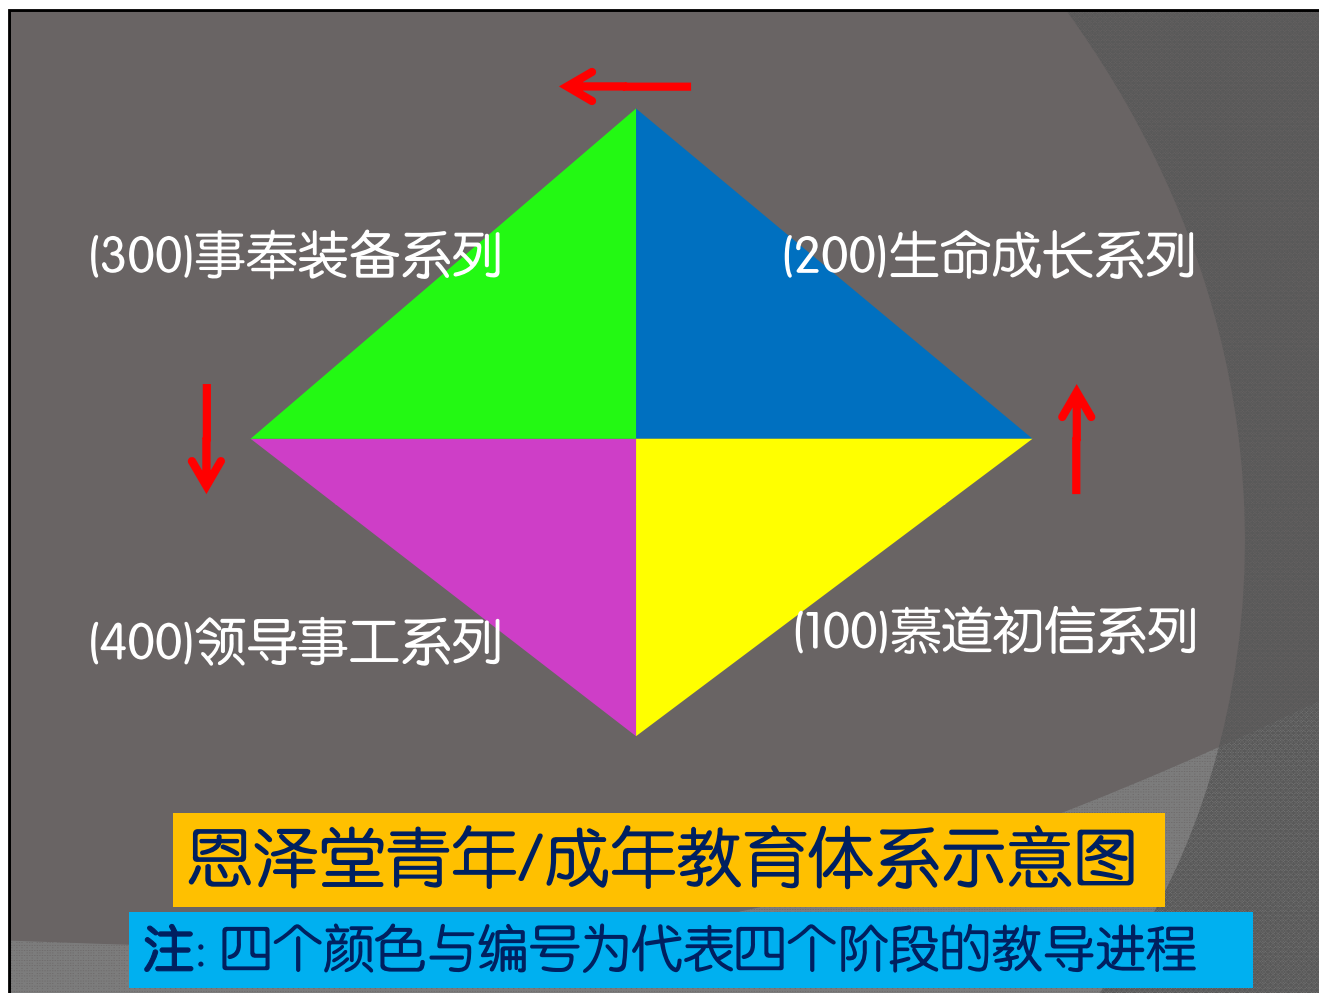 (300)事奉装备系列
(200)生命成长系列
(400)领导事工系列
(100)慕道初信系列
恩泽堂青年/成年教育体系示意图
注: 四个颜色与编号为代表四个阶段的教导进程